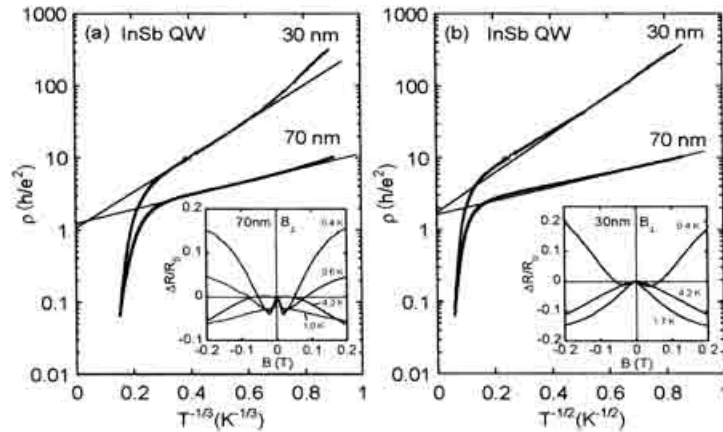 (a) InSb QW
30 nm
70 nm
1000
100
10
1
0.1
0.01
ρ (h/e²)
0 0.2 0.4 0.6 0.8 1
T⁻¹/³(K⁻¹/³)
70nm B⊥
0.4 K
0.6 K
4.2 K
1.0 K
0.2
0.1
0
-0.1
ΔR/R₀
-0.2 -0.1 0 0.1 0.2
B (T)
(b) InSb QW
30 nm
70 nm
1000
100
10
1
0.1
0.01
ρ (h/e²)
0 0.2 0.4 0.6 0.8 1
T⁻¹/²(K⁻¹/²)
30nm B⊥
0.4 K
4.2 K
1.7 K
0.2
0.1
0
-0.1
-0.2
ΔR/R₀
-0.2 -0.1 0 0.1 0.2
B (T)